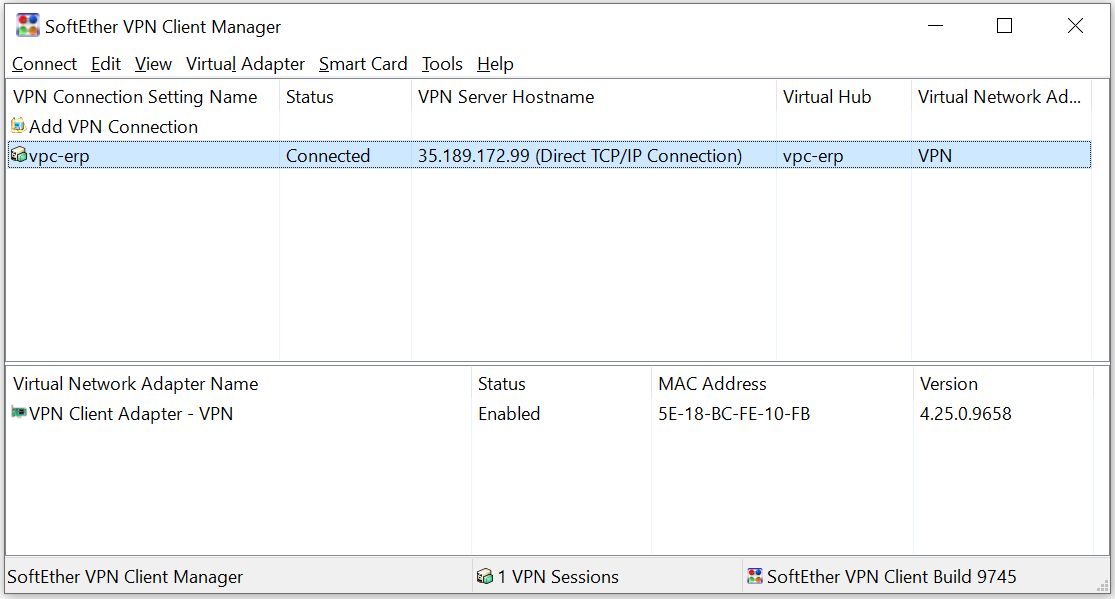 SoftEther VPN Client Manager
Connect Edit View Virtual Adapter Smart Card Tools Help
VPN Connection Setting Name Status VPN Server Hostname Virtual Hub Virtual Network Ad...
Add VPN Connection
vpc-erp Connected 35.189.172.99 (Direct TCP/IP Connection) vpc-erp VPN
Virtual Network Adapter Name Status MAC Address Version
VPN Client Adapter - VPN Enabled 5E-18-BC-FE-10-FB 4.25.0.9658
SoftEther VPN Client Manager 1 VPN Sessions SoftEther VPN Client Build 9745